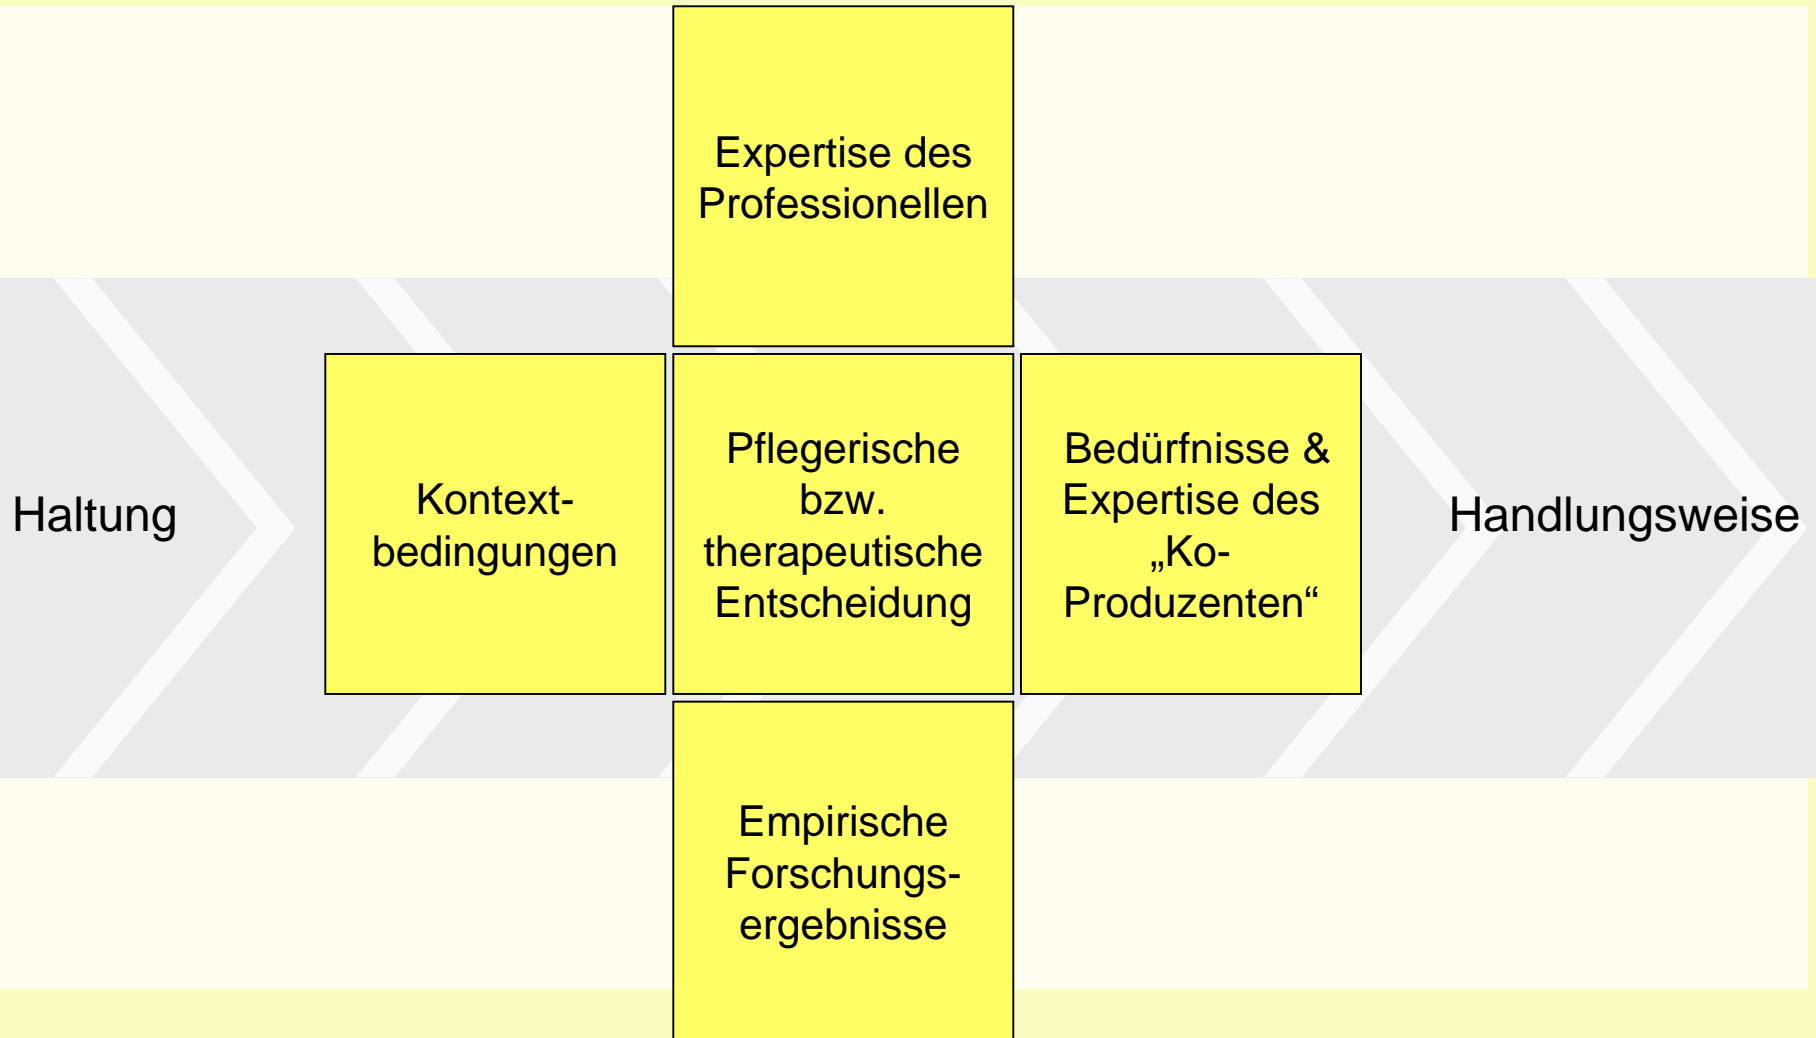 Expertise des
Professionellen
Haltung
Kontext-
bedingungen
Pflegerische
bzw.
therapeutische
Entscheidung
Bedürfnisse &
Expertise des
„Ko-
Produzenten“
Handlungsweise
Empirische
Forschungs-
ergebnisse